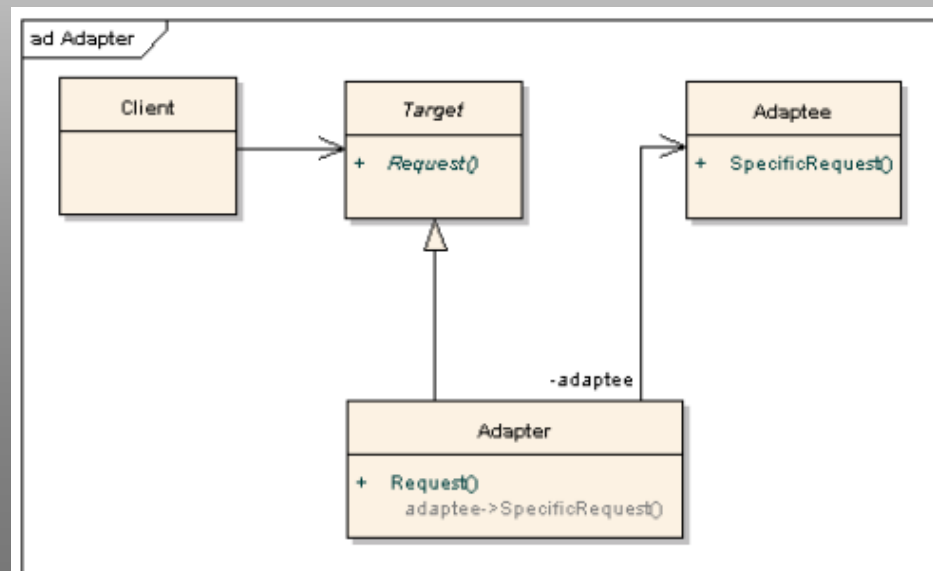 ad Adapter
Client
Target
+ Request()
Adaptee
+ SpecificRequest()
-adaptee
Adapter
+ Request()
adaptee->SpecificRequest()